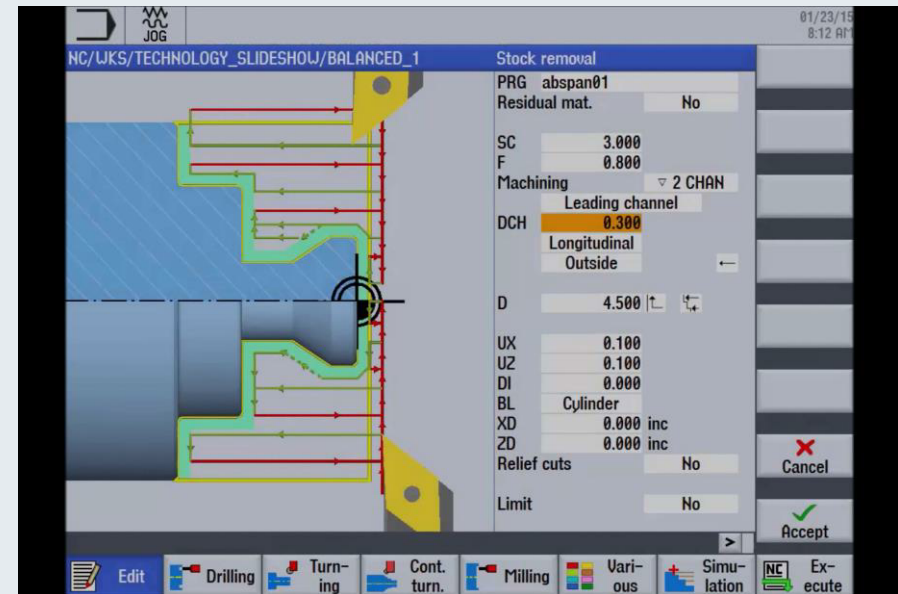 01/23/15
8:12 AM
JOG
NC/WKS/TECHNOLOGY_SLIDESHOW/BALANCED_1
Stock removal
PRG abspan01
Residual mat. No
SC 3.000
F 0.800
Machining ▽ 2 CHAN
Leading channel
DCH 0.300
Longitudinal
Outside ←
D 4.500
UX 0.100
UZ 0.100
DI 0.000
BL Cylinder
XD 0.000 inc
ZD 0.000 inc
Relief cuts No
Limit No
Cancel
Accept
>
Edit
Drilling
Turn-
ing
Cont.
turn.
Milling
Vari-
ous
Simu-
lation
NC
Ex-
ecute